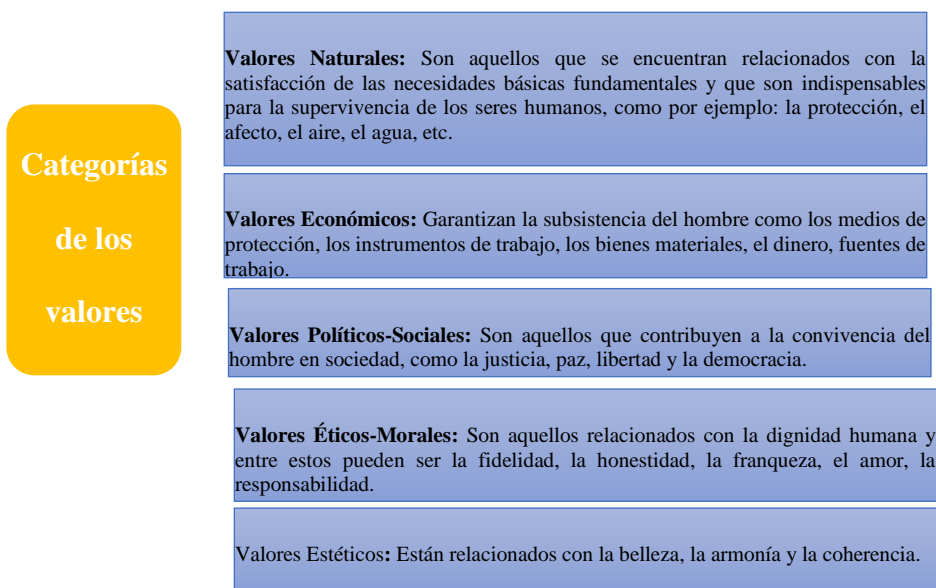 Categorías
de los
valores
Valores Naturales: Son aquellos que se encuentran relacionados con la
satisfacción de las necesidades básicas fundamentales y que son indispensables
para la supervivencia de los seres humanos, como por ejemplo: la protección, el
afecto, el aire, el agua, etc.
Valores Económicos: Garantizan la subsistencia del hombre como los medios de
protección, los instrumentos de trabajo, los bienes materiales, el dinero, fuentes de
trabajo.
Valores Políticos-Sociales: Son aquellos que contribuyen a la convivencia del
hombre en sociedad, como la justicia, paz, libertad y la democracia.
Valores Éticos-Morales: Son aquellos relacionados con la dignidad humana y
entre estos pueden ser la fidelidad, la honestidad, la franqueza, el amor, la
responsabilidad.
Valores Estéticos: Están relacionados con la belleza, la armonía y la coherencia.